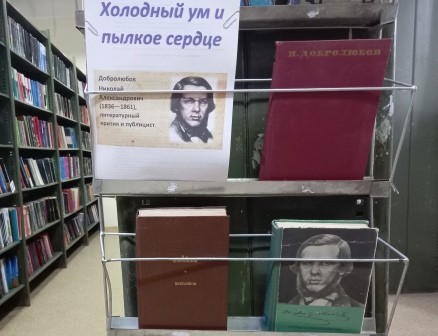 Холодный ум и
пылкое сердце
Добролюбов
Николай
Александрович
(1836—1861),
литературный
критик и публицист.
Н. ДОБРОЛЮБОВ